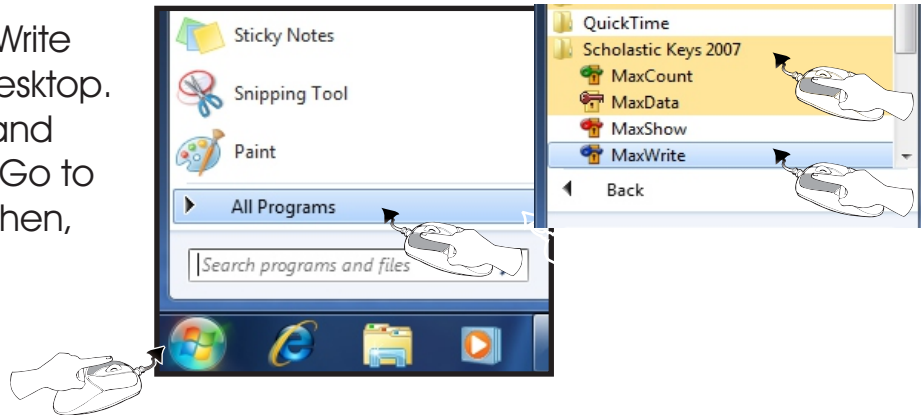 Write
esktop.
and
Go to
hen,
Sticky Notes
Snipping Tool
Paint
All Programs
Search programs and files
QuickTime
Scholastic Keys 2007
MaxCount
MaxData
MaxShow
MaxWrite
Back